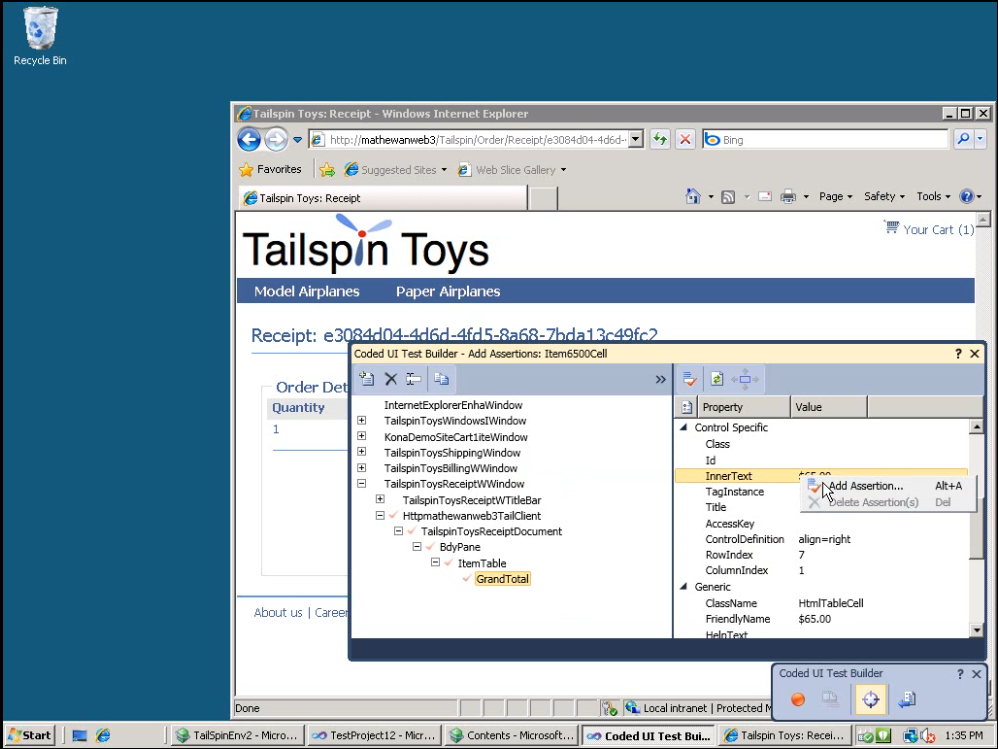 Recycle Bin
Tailspin Toys: Receipt - Windows Internet Explorer
http://mathewanweb3/Tailspin/Order/Receipt/e3084d04-4d6d-
Bing
Favorites
Suggested Sites
Web Slice Gallery
Tailspin Toys: Receipt
Page
Safety
Tools
Tailspin Toys
Your Cart (1)
Model Airplanes
Paper Airplanes
Receipt: e3084d04-4d6d-4fd5-8a68-7bda13c49fc2
Coded UI Test Builder - Add Assertions: Item6500Cell
Order Det
Quantity
1
About us | Career
InternetExplorerEnhaWindow
TailspinToysWindowsIWindow
KonaDemoSiteCart1iteWindow
TailspinToysShippingWindow
TailspinToysBillingWWindow
TailspinToysReceiptWWindow
TailspinToysReceiptWTitleBar
Httpmathewanweb3TailClient
TailspinToysReceiptDocument
BdyPane
ItemTable
GrandTotal
Property Value
Control Specific
Class
Id
InnerText $65.00
TagInstance
Title
AccessKey
ControlDefinition align=right
RowIndex 7
ColumnIndex 1
Generic
ClassName HtmlTableCell
FriendlyName $65.00
HelpText
Add Assertion... Alt+A
Delete Assertion(s) Del
Coded UI Test Builder
Done
Local intranet | Protected M
Start
TailSpinEnv2 - Micro...
TestProject12 - Micr...
Contents - Microsoft...
Coded UI Test Bui...
Tailspin Toys: Recei...
1:35 PM